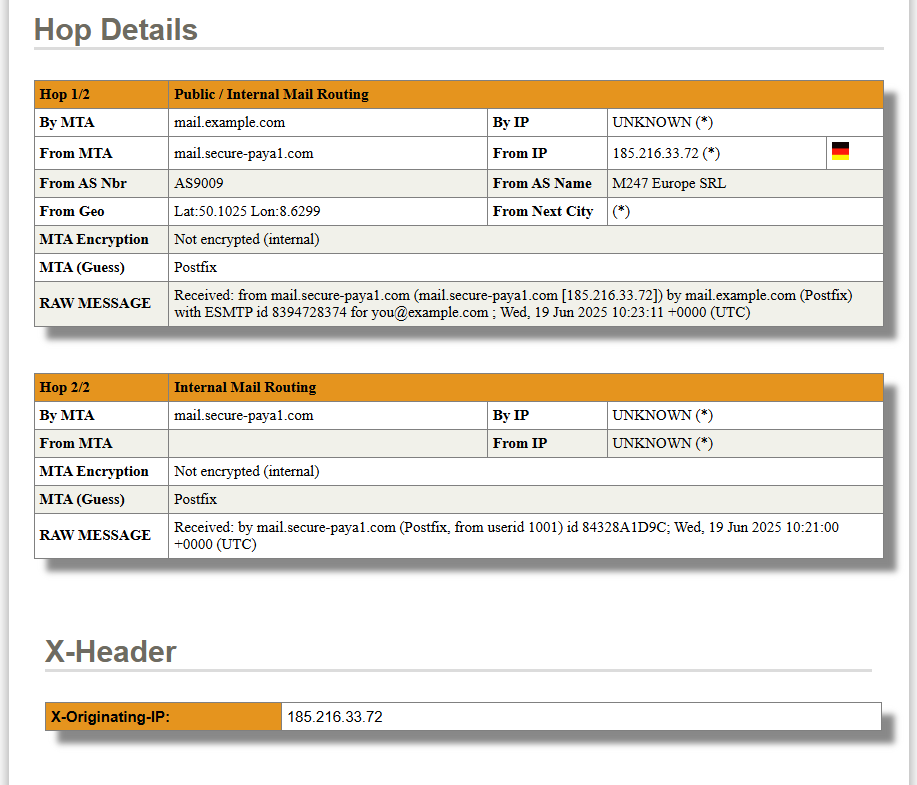 Hop Details
Hop 1/2 Public / Internal Mail Routing
By MTA mail.example.com By IP UNKNOWN (*)
From MTA mail.secure-paya1.com From IP 185.216.33.72 (*)
From AS Nbr AS9009 From AS Name M247 Europe SRL
From Geo Lat:50.1025 Lon:8.6299 From Next City (*)
MTA Encryption Not encrypted (internal)
MTA (Guess) Postfix
RAW MESSAGE Received: from mail.secure-paya1.com (mail.secure-paya1.com [185.216.33.72]) by mail.example.com (Postfix)
with ESMTP id 8394728374 for you@example.com ; Wed, 19 Jun 2025 10:23:11 +0000 (UTC)
Hop 2/2 Internal Mail Routing
By MTA mail.secure-paya1.com By IP UNKNOWN (*)
From MTA From IP UNKNOWN (*)
MTA Encryption Not encrypted (internal)
MTA (Guess) Postfix
RAW MESSAGE Received: by mail.secure-paya1.com (Postfix, from userid 1001) id 84328A1D9C; Wed, 19 Jun 2025 10:21:00
+0000 (UTC)
X-Header
X-Originating-IP: 185.216.33.72